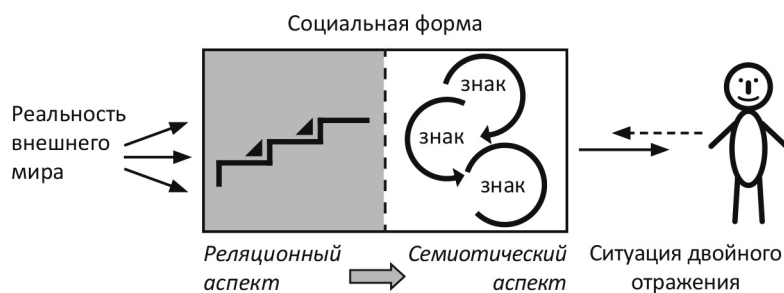 Социальная форма
Реальность
внешнего
мира
знак
знак
знак
Реляционный
аспект
Семиотический
аспект
Ситуация двойного
отражения